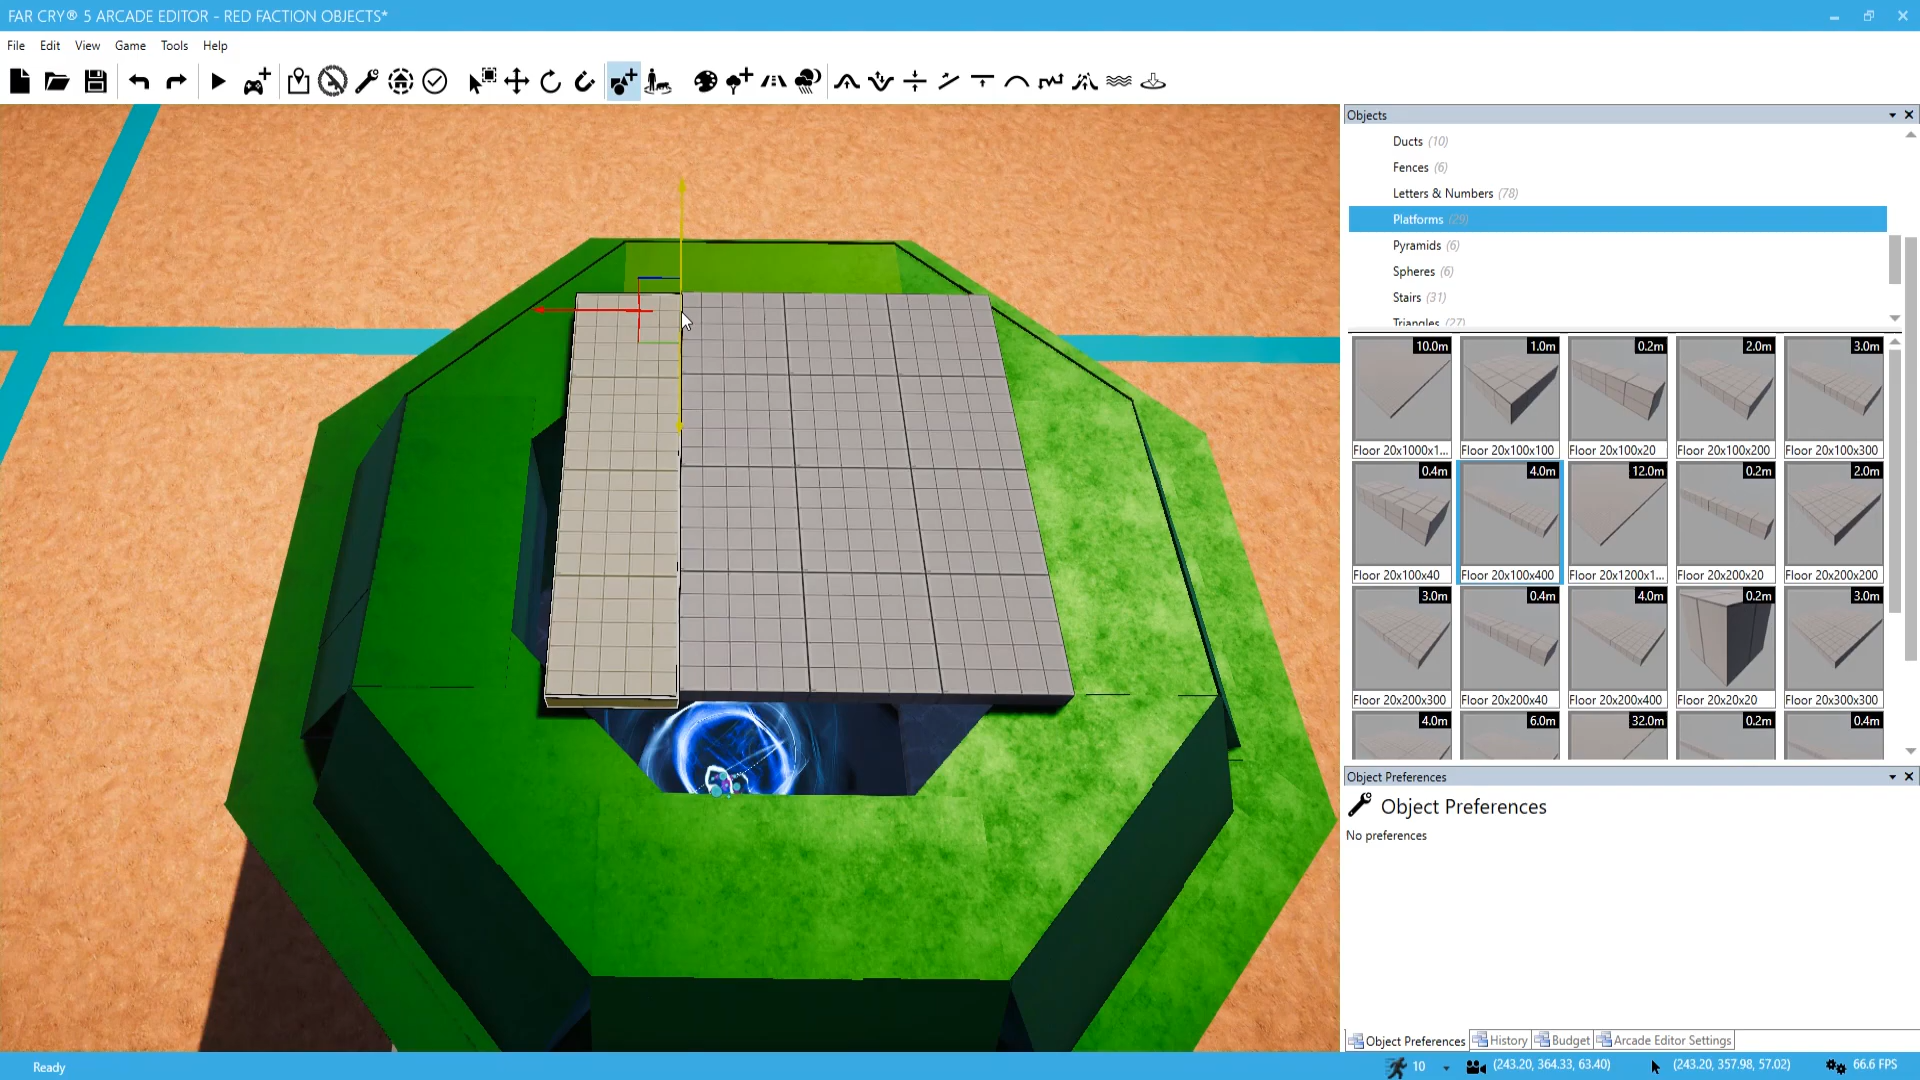 FAR CRY® 5 ARCADE EDITOR - RED FACTION OBJECTS*
File Edit View Game Tools Help
Objects
Ducts (10)
Fences (6)
Letters & Numbers (78)
Platforms (29)
Pyramids (6)
Spheres (6)
Stairs (31)
Triangles (27)
10.0m 1.0m 0.2m 2.0m 3.0m
Floor 20x1000x1... Floor 20x100x100 Floor 20x100x20 Floor 20x100x200 Floor 20x100x300
0.4m 4.0m 12.0m 0.2m 2.0m
Floor 20x100x40 Floor 20x100x400 Floor 20x1200x1... Floor 20x200x20 Floor 20x200x200
3.0m 0.4m 4.0m 0.2m 3.0m
Floor 20x200x300 Floor 20x200x40 Floor 20x200x400 Floor 20x20x20 Floor 20x300x300
4.0m 6.0m 32.0m 0.2m 0.4m
Object Preferences
Object Preferences
No preferences
Object Preferences History Budget Arcade Editor Settings
Ready 10 (243.20, 364.33, 63.40) (243.20, 357.98, 57.02) 66.6 FPS